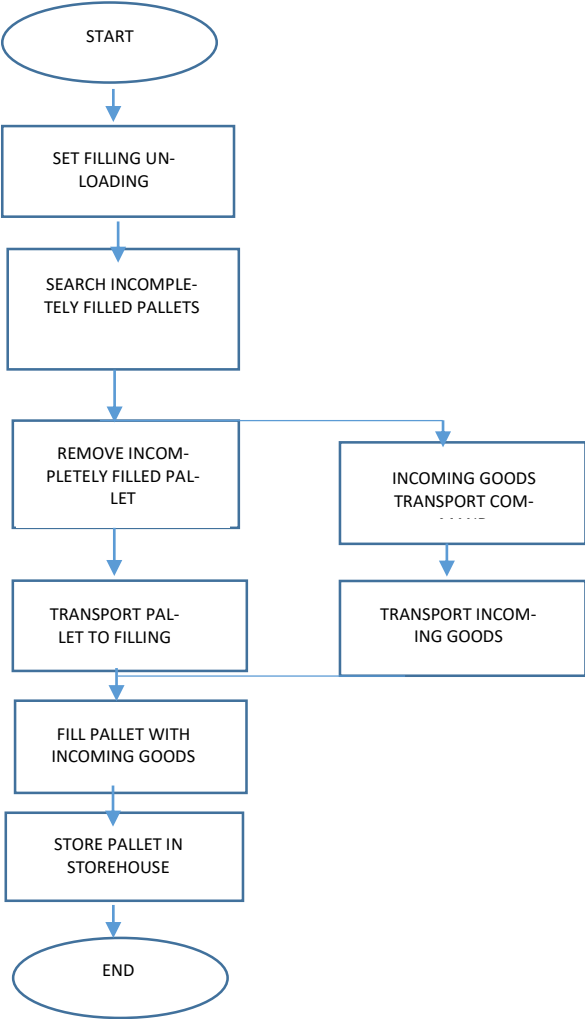 START
SET FILLING UN-
LOADING
SEARCH INCOMPLE-
TELY FILLED PALLETS
REMOVE INCOM-
PLETELY FILLED PAL-
LET
INCOMING GOODS
TRANSPORT COM-
TRANSPORT PAL-
LET TO FILLING
TRANSPORT INCOM-
ING GOODS
FILL PALLET WITH
INCOMING GOODS
STORE PALLET IN
STOREHOUSE
END